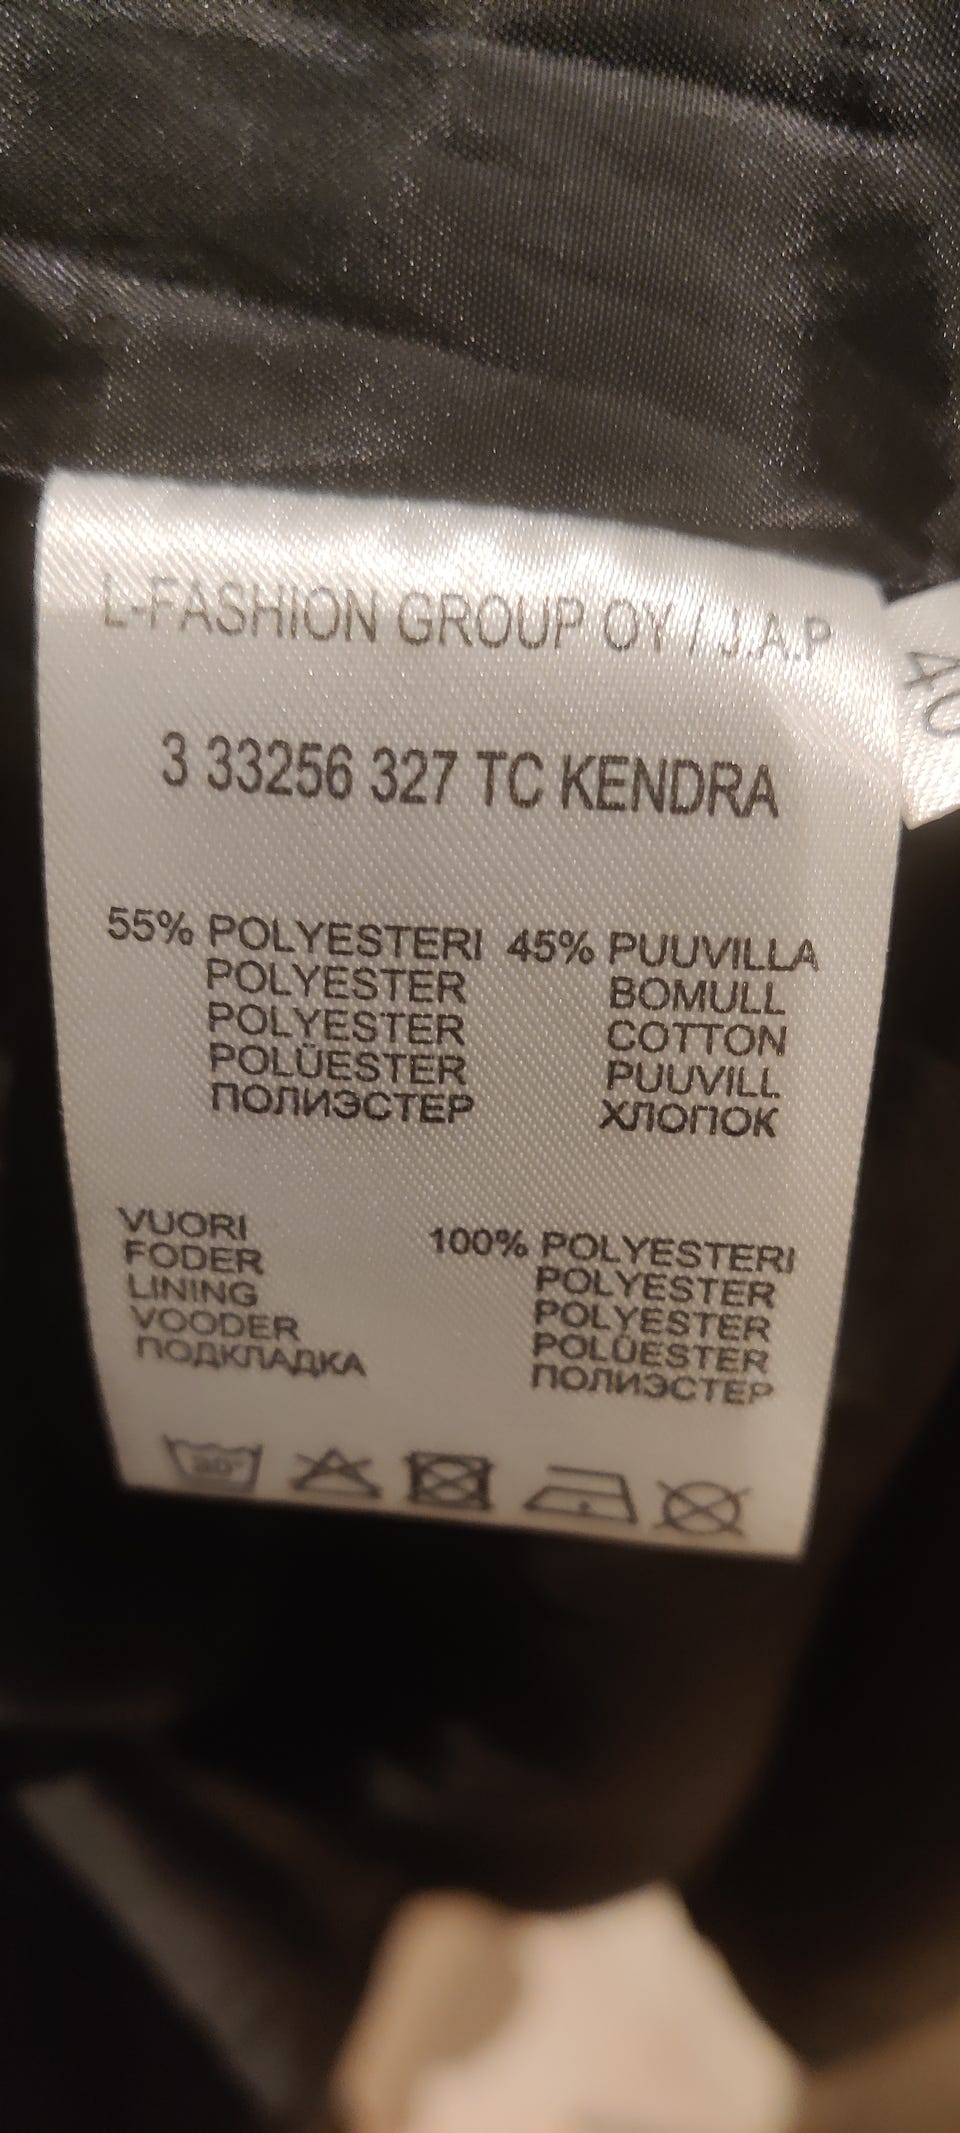 L-FASHION GROUP OY / J.A.P
40
3 33256 327 TC KENDRA
55% POLYESTERI 45% PUUVILLA
POLYESTER BOMULL
POLYESTER COTTON
POLÜESTER PUUVILL
ПОЛИЭСТЕР ХЛОПОК
VUORI 100% POLYESTERI
FODER POLYESTER
LINING POLYESTER
VOODER POLÜESTER
ПОДКЛАДКА ПОЛИЭСТЕР